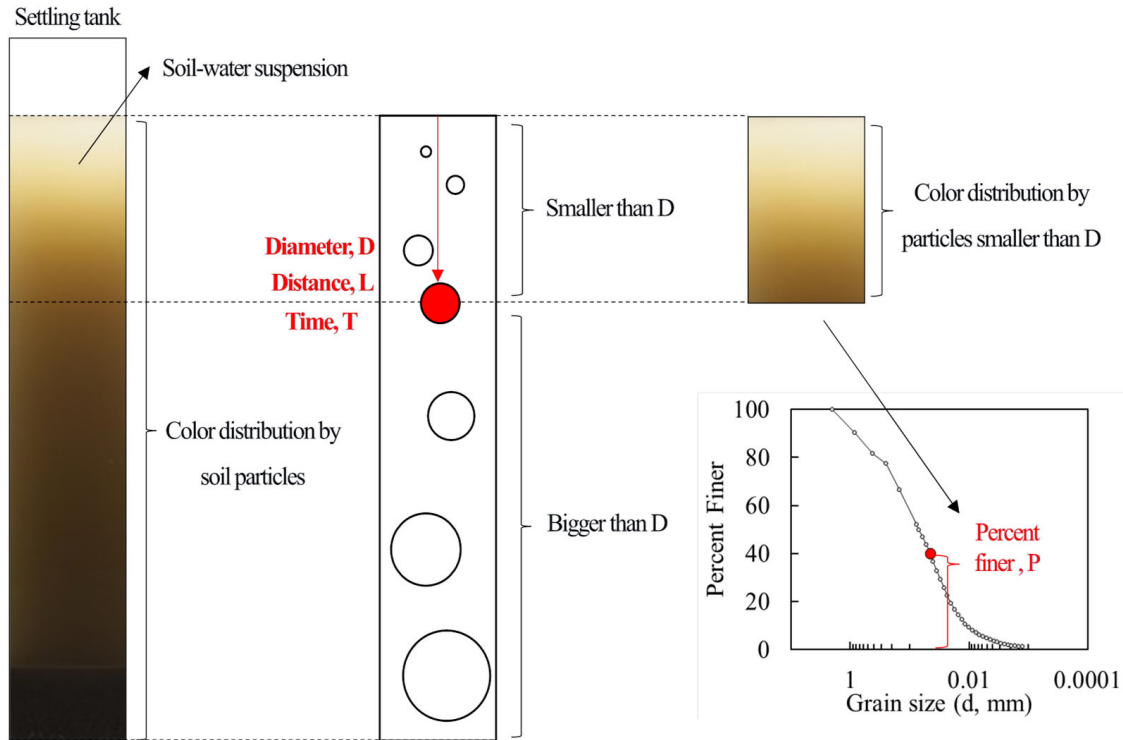 Settling tank
Soil-water suspension
Color distribution by
soil particles
Diameter, D
Distance, L
Time, T
Smaller than D
Bigger than D
Color distribution by
particles smaller than D
Percent Finer
100
80
60
40
20
0
1
0.01
0.0001
Grain size (d, mm)
Percent
finer , P